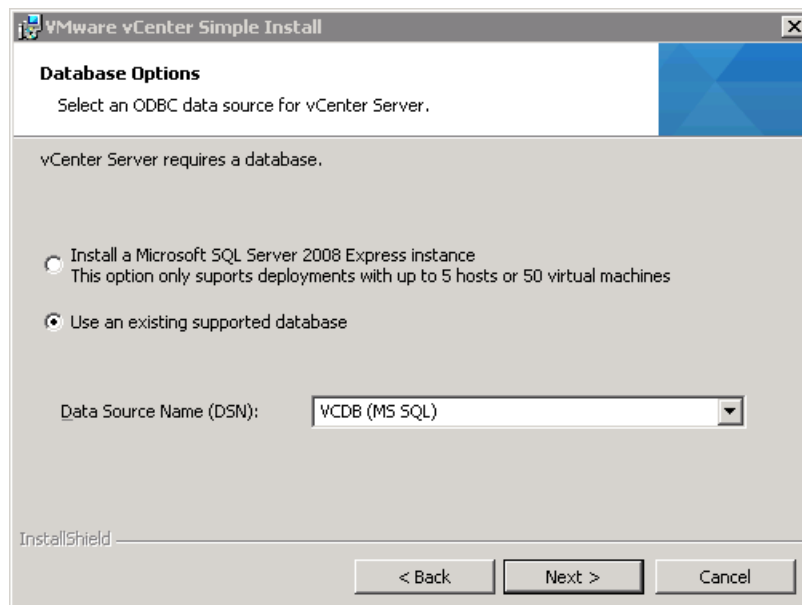 VMware vCenter Simple Install
Database Options
Select an ODBC data source for vCenter Server.
vCenter Server requires a database.
Install a Microsoft SQL Server 2008 Express instance
This option only suports deployments with up to 5 hosts or 50 virtual machines
Use an existing supported database
Data Source Name (DSN):
VCDB (MS SQL)
InstallShield
< Back
Next >
Cancel